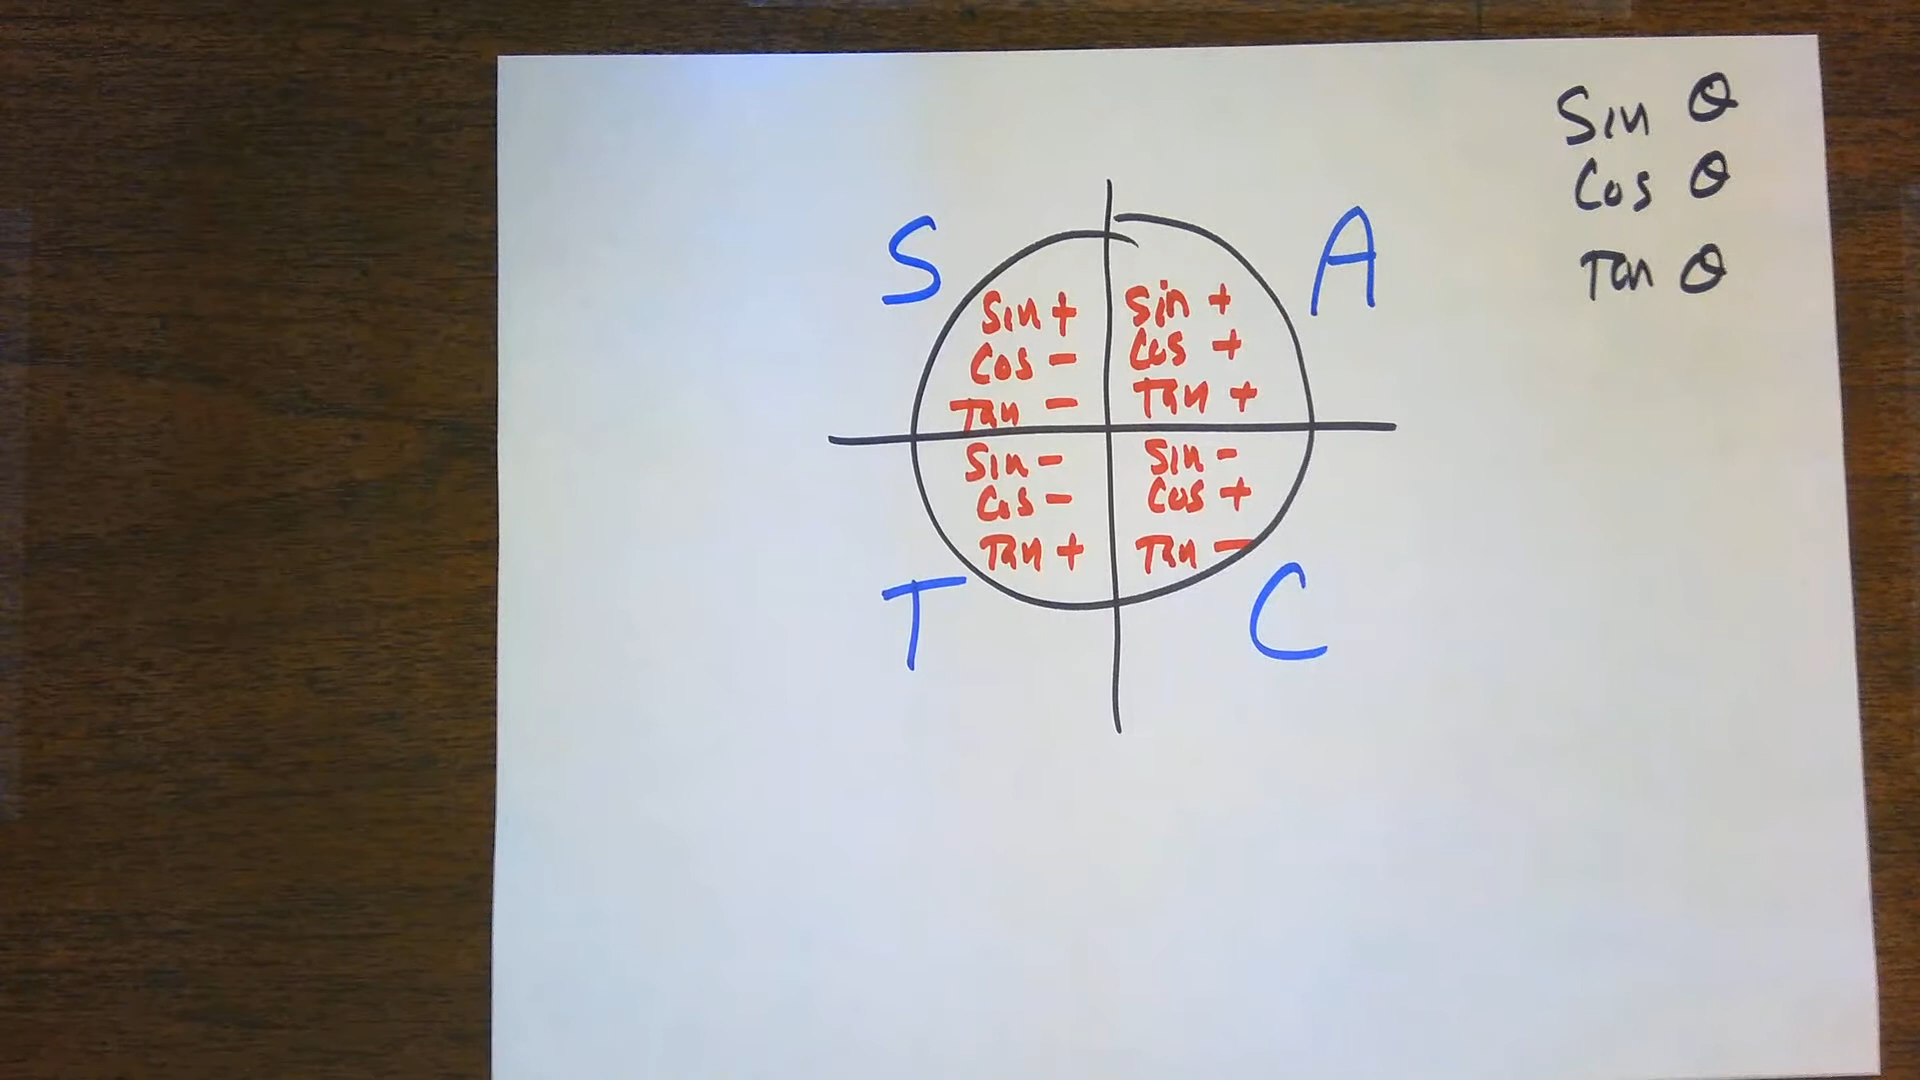 Sin θ
Cos θ
Tan θ
S
A
Sin +
Cos -
Tan -
Sin +
Cos +
Tan +
Sin -
Cos -
Tan +
Sin -
Cos +
Tan -
T
C